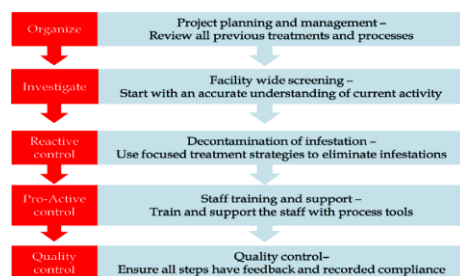 Organize
Project planning and management –
Review all previous treatments and processes
Investigate
Facility wide screening –
Start with an accurate understanding of current activity
Reactive
control
Decontamination of infestation –
Use focused treatment strategies to eliminate infestations
Pro-Active
control
Staff training and support –
Train and support the staff with process tools
Quality
control
Quality control–
Ensure all steps have feedback and recorded compliance